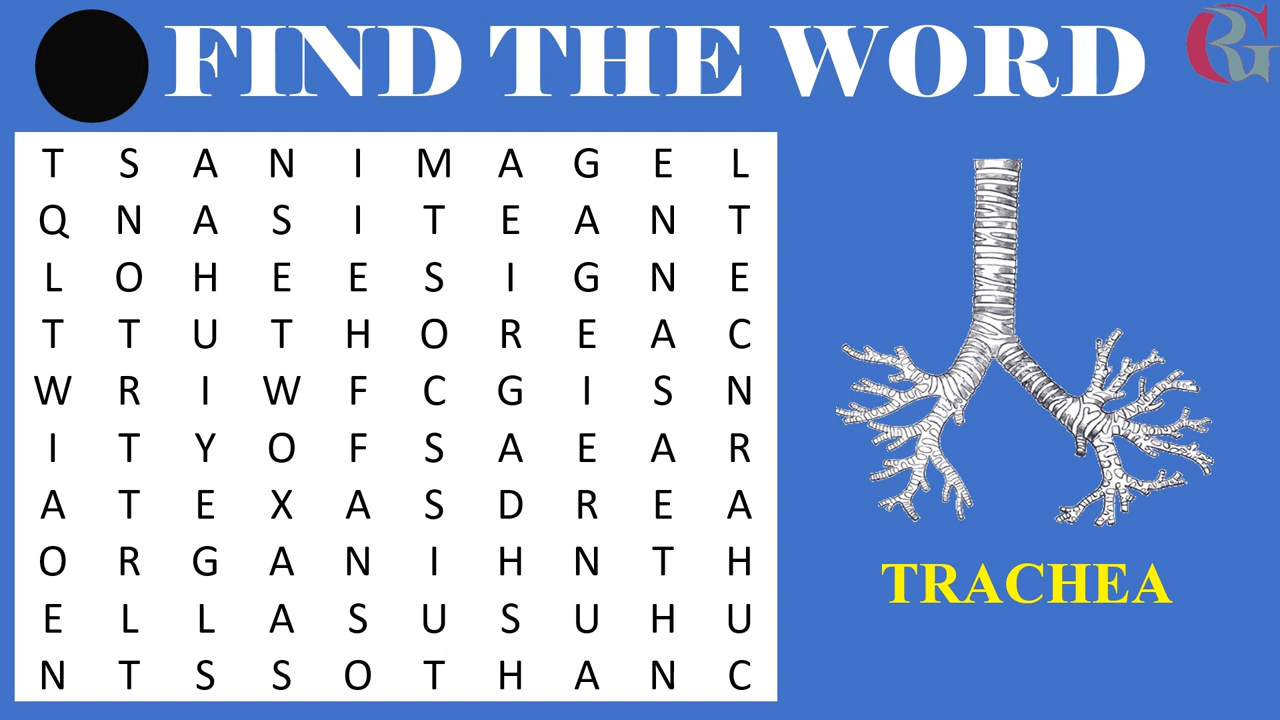 FIND THE WORD
T S A N I M A G E L
Q N A S I T E A N T
L O H E E S I G N E
T T U T H O R E A C
W R I W F C G I S N
I T Y O F S A E A R
A T E X A S D R E A
O R G A N I H N T H
E L L A S U S U H U
N T S S O T H A N C
TRACHEA